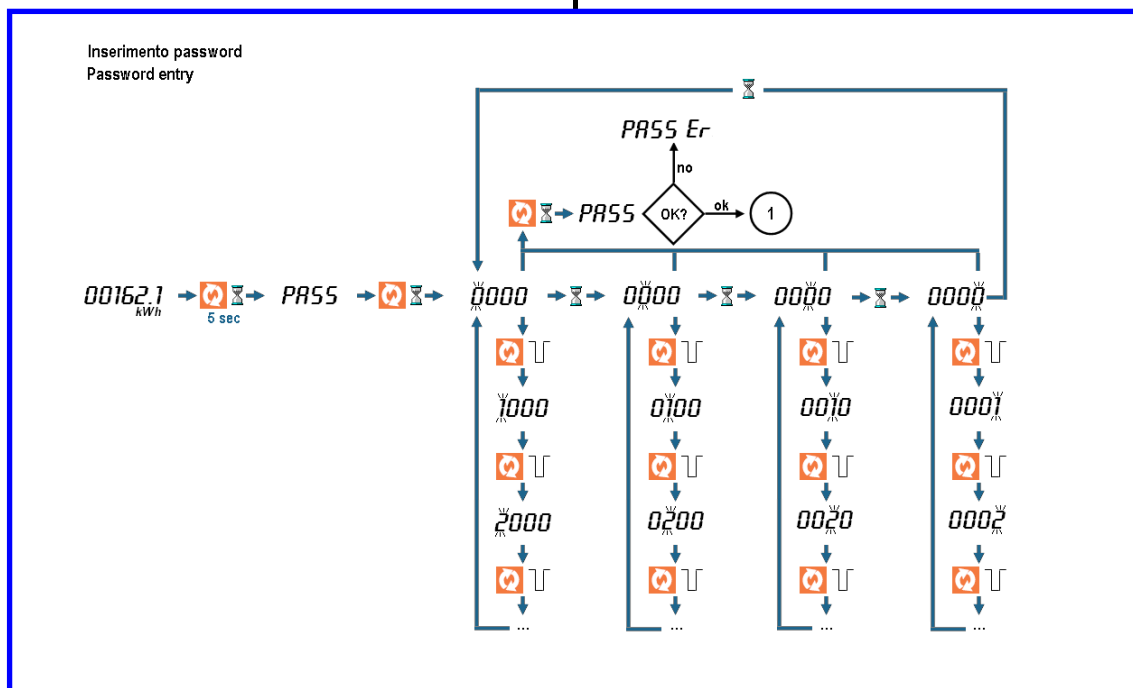 Inserimento password
Password entry
PASS Er
no
PASS OK? ok 1
00162.1 PASS 0000 0000 0000 0000
kWh
5 sec
1000 0100 0010 0001
2000 0200 0020 0002
... ... ... ...